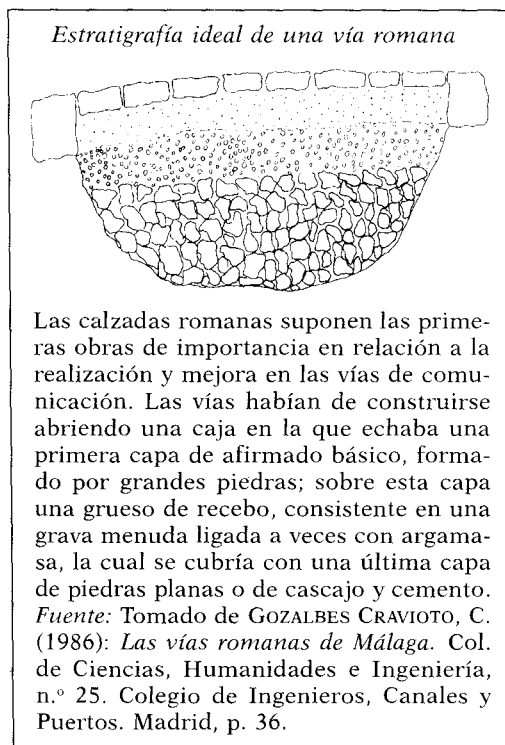 Estratigrafía ideal de una vía romana
Las calzadas romanas suponen las prime-
ras obras de importancia en relación a la
realización y mejora en las vías de comu-
nicación. Las vías habían de construirse
abriendo una caja en la que echaba una
primera capa de afirmado básico, forma-
do por grandes piedras; sobre esta capa
una grueso de recebo, consistente en una
grava menuda ligada a veces con argama-
sa, la cual se cubría con una última capa
de piedras planas o de cascajo y cemento.
Fuente: Tomado de GOZALBES CRAVIOTO, C.
(1986): Las vías romanas de Málaga. Col.
de Ciencias, Humanidades e Ingeniería,
n.º 25. Colegio de Ingenieros, Canales y
Puertos. Madrid, p. 36.